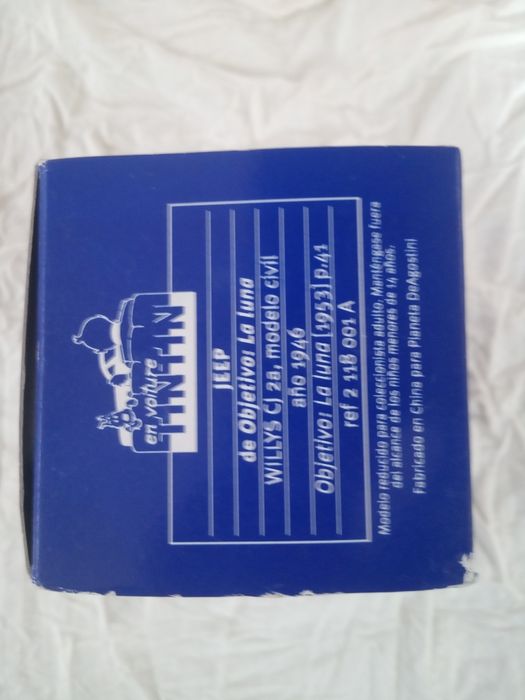 en voiture
TINTIN
JEEP
de Objetivo: La luna
WILLYS CJ 2a, modelo civil
año 1946
Objetivo: La luna (1953) p.41
ref 2 118 001 A
Modelo reducido para coleccionista adulto. Manténgase fuera
del alcance de los niños menores de 14 años.
Fabricado en China para Planeta DeAgostini